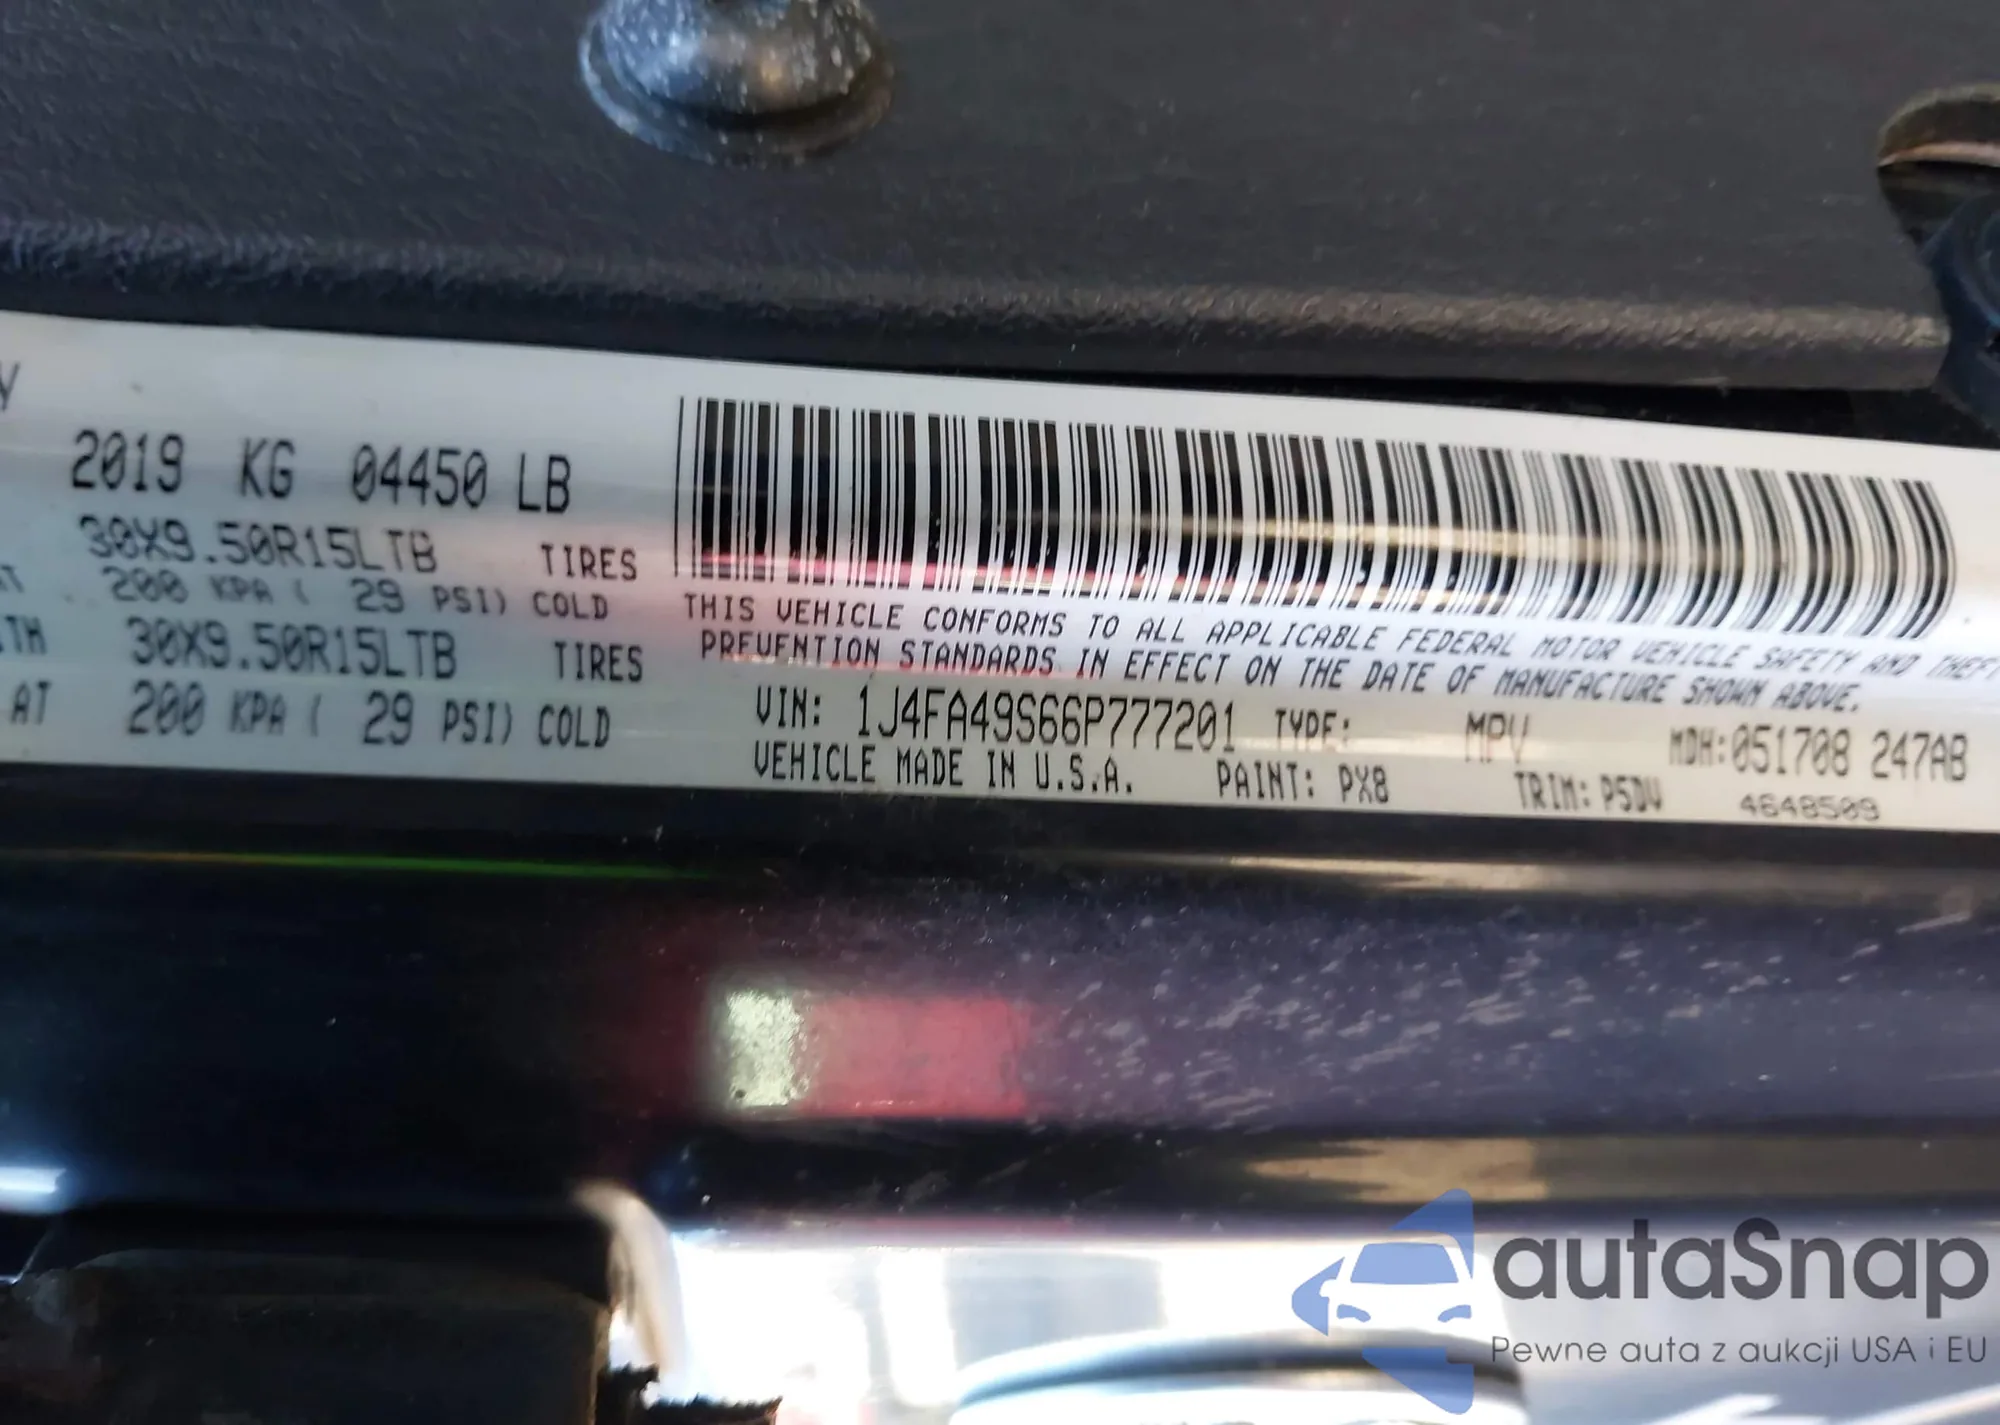 2019 KG 04450 LB
30X9.50R15LTB TIRES
200 KPA ( 29 PSI) COLD
30X9.50R15LTB TIRES
AT 200 KPA ( 29 PSI) COLD
THIS VEHICLE CONFORMS TO ALL APPLICABLE FEDERAL MOTOR VEHICLE SAFETY AND THEFT
PREVENTION STANDARDS IN EFFECT ON THE DATE OF MANUFACTURE SHOWN ABOVE.
VIN: 1J4FA49S66P777201 TYPE: MPV MDH:051708 247AB
VEHICLE MADE IN U.S.A. PAINT: PX8 TRIM: P5DV 4648509
autaSnap
Pewne auta z aukcji USA i EU